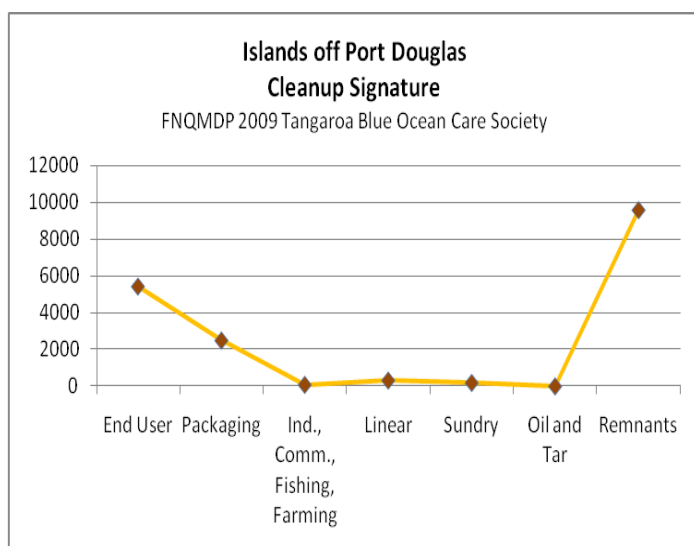 Islands off Port Douglas
Cleanup Signature
FNQMDP 2009 Tangaroa Blue Ocean Care Society
12000
10000
8000
6000
4000
2000
0
End User
Packaging
Ind.,
Comm.,
Fishing,
Farming
Linear
Sundry
Oil and
Tar
Remnants